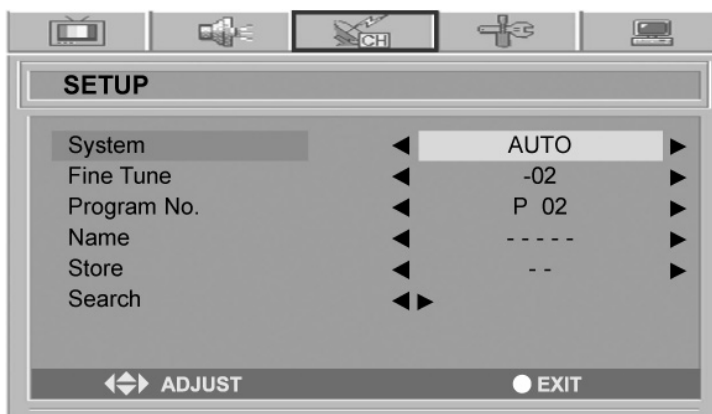 CH
SETUP
System AUTO
Fine Tune -02
Program No. P 02
Name - - - - -
Store - -
Search
ADJUST EXIT